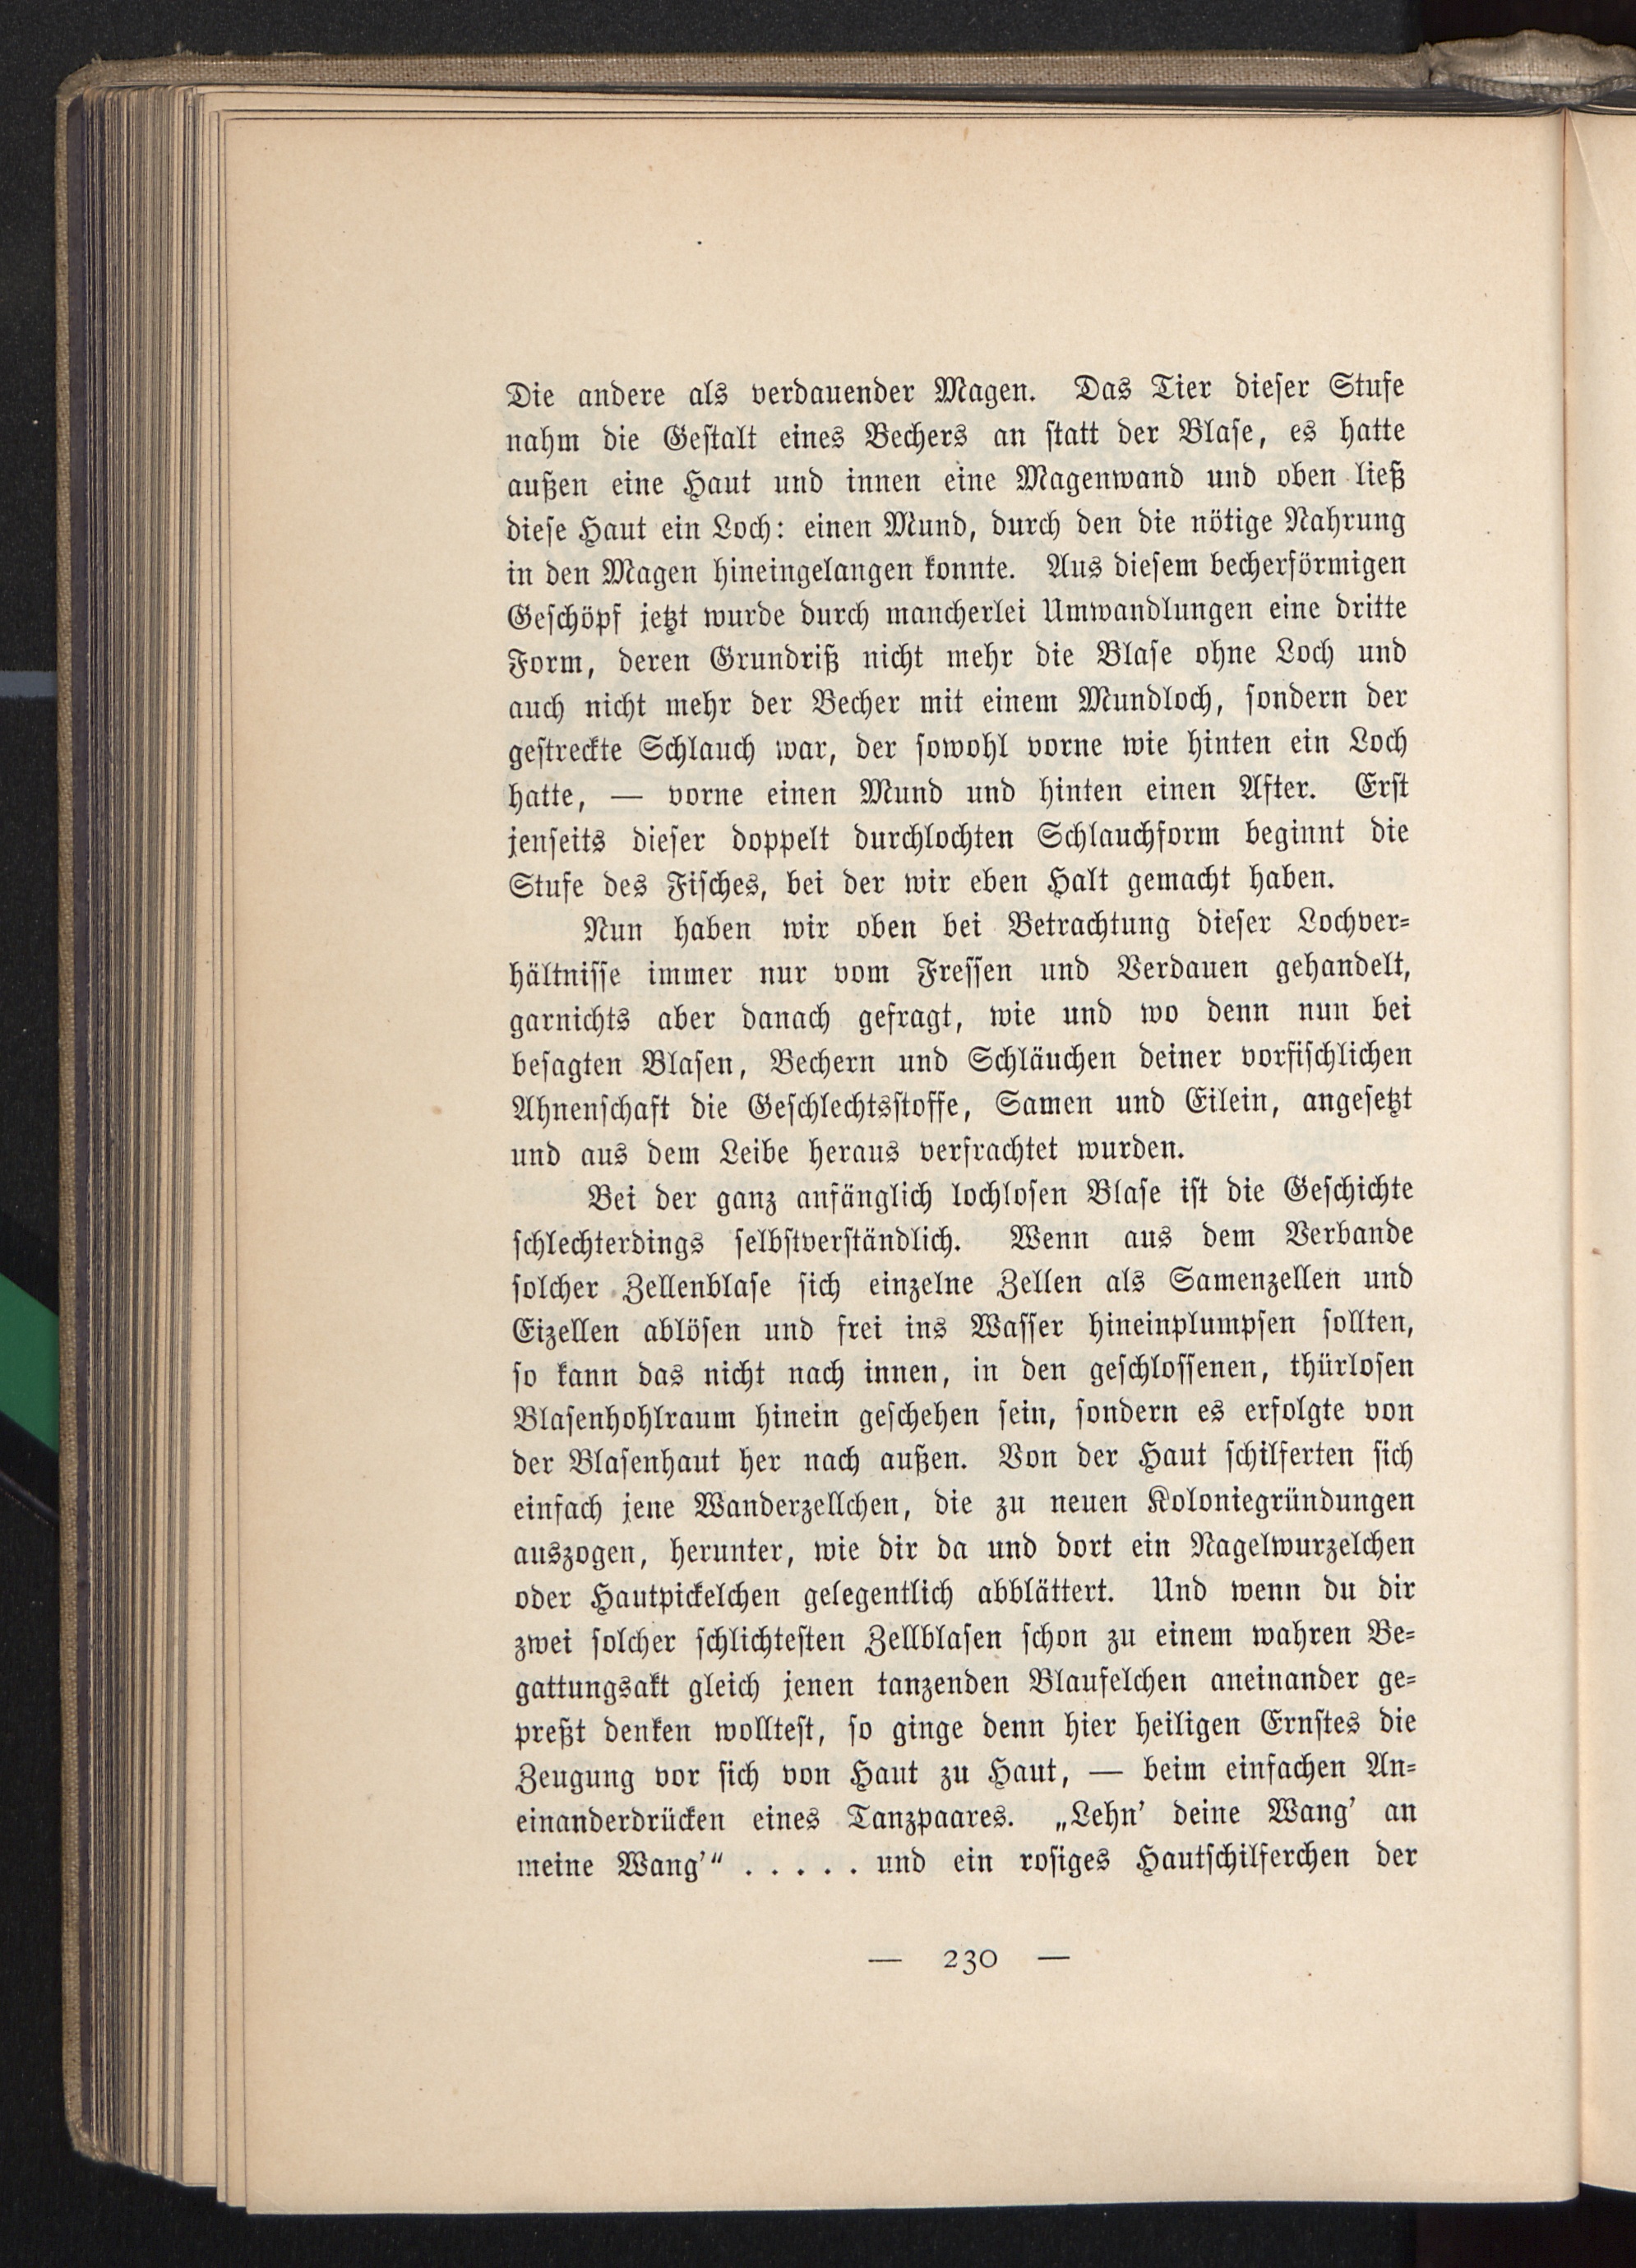 Die andere als verdauender Magen. Das Tier dieser Stufe
nahm die Gestalt eines Bechers an statt der Blase, es hatte
außen eine Haut und innen eine Magenwand und oben ließ
diese Haut ein Loch: einen Mund, durch den die nötige Nahrung
in den Magen hineingelangen konnte. Aus diesem becherförmigen
Geschöpf jetzt wurde durch mancherlei Umwandlungen eine dritte
Form, deren Grundriß nicht mehr die Blase ohne Loch und
auch nicht mehr der Becher mit einem Mundloch, sondern der
gestreckte Schlauch war, der sowohl vorne wie hinten ein Loch
hatte, — vorne einen Mund und hinten einen After. Erst
jenseits dieser doppelt durchlochten Schlauchform beginnt die
Stufe des Fisches, bei der wir eben Halt gemacht haben.
Nun haben wir oben bei Betrachtung dieser Lochver-
hältnisse immer nur vom Fressen und Verdauen gehandelt,
garnichts aber danach gefragt, wie und wo denn nun bei
besagten Blasen, Bechern und Schläuchen deiner vorfischlichen
Ahnenschaft die Geschlechtsstoffe, Samen und Eilein, angesetzt
und aus dem Leibe heraus verfrachtet wurden.
Bei der ganz anfänglich lochlosen Blase ist die Geschichte
schlechterdings selbstverständlich. Wenn aus dem Verbande
solcher Zellenblase sich einzelne Zellen als Samenzellen und
Eizellen ablösen und frei ins Wasser hineinplumpsen sollten,
so kann das nicht nach innen, in den geschlossenen, thürlosen
Blasenhohlraum hinein geschehen sein, sondern es erfolgte von
der Blasenhaut her nach außen. Von der Haut schilferten sich
einfach jene Wanderzellchen, die zu neuen Koloniegründungen
auszogen, herunter, wie dir da und dort ein Nagelwurzelchen
oder Hautpickelchen gelegentlich abblättert. Und wenn du dir
zwei solcher schlichtesten Zellblasen schon zu einem wahren Be-
gattungsakt gleich jenen tanzenden Blaufelchen aneinander ge-
preßt denken wolltest, so ginge denn hier heiligen Ernstes die
Zeugung vor sich von Haut zu Haut, — beim einfachen An-
einanderdrücken eines Tanzpaares. „Lehn' deine Wang' an
meine Wang'“ . . . . . und ein rosiges Hautschilferchen der
— 230 —